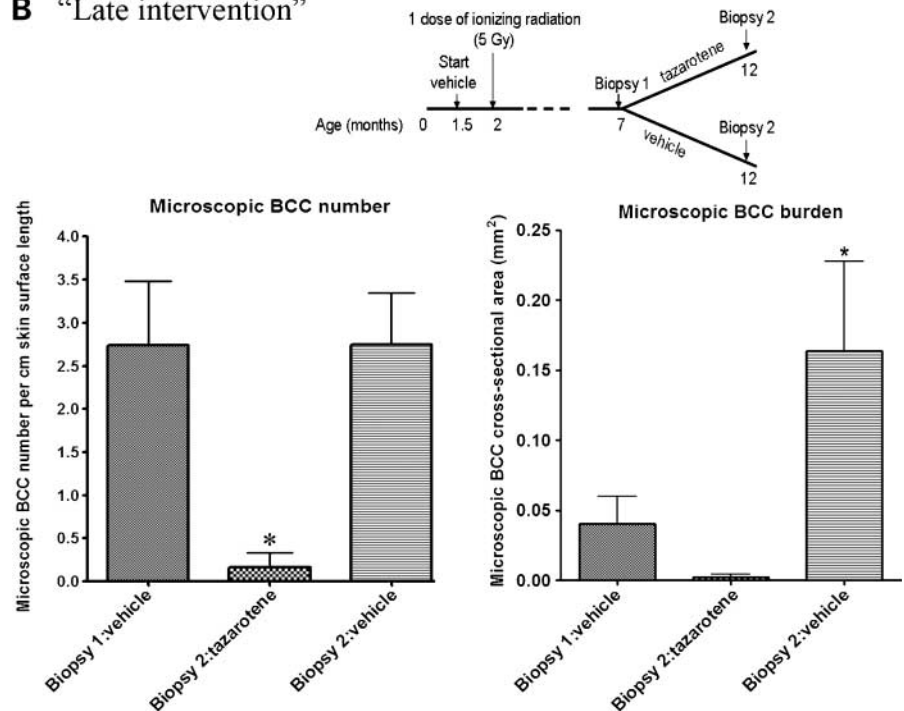 B “Late intervention”
1 dose of ionizing radiation
(5 Gy)
Start
vehicle
Biopsy 1
tazarotene
Biopsy 2
12
Age (months) 0 1.5 2 7
vehicle
Biopsy 2
12
Microscopic BCC number
Microscopic BCC number per cm skin surface length
4.0
3.5
3.0
2.5
2.0
1.5
1.0
0.5
0.0
*
Biopsy 1:vehicle
Biopsy 2:tazarotene
Biopsy 2:vehicle
Microscopic BCC burden
Microscopic BCC cross-sectional area (mm²)
0.25
0.20
0.15
0.10
0.05
0.00
*
Biopsy 1:vehicle
Biopsy 2:tazarotene
Biopsy 2:vehicle